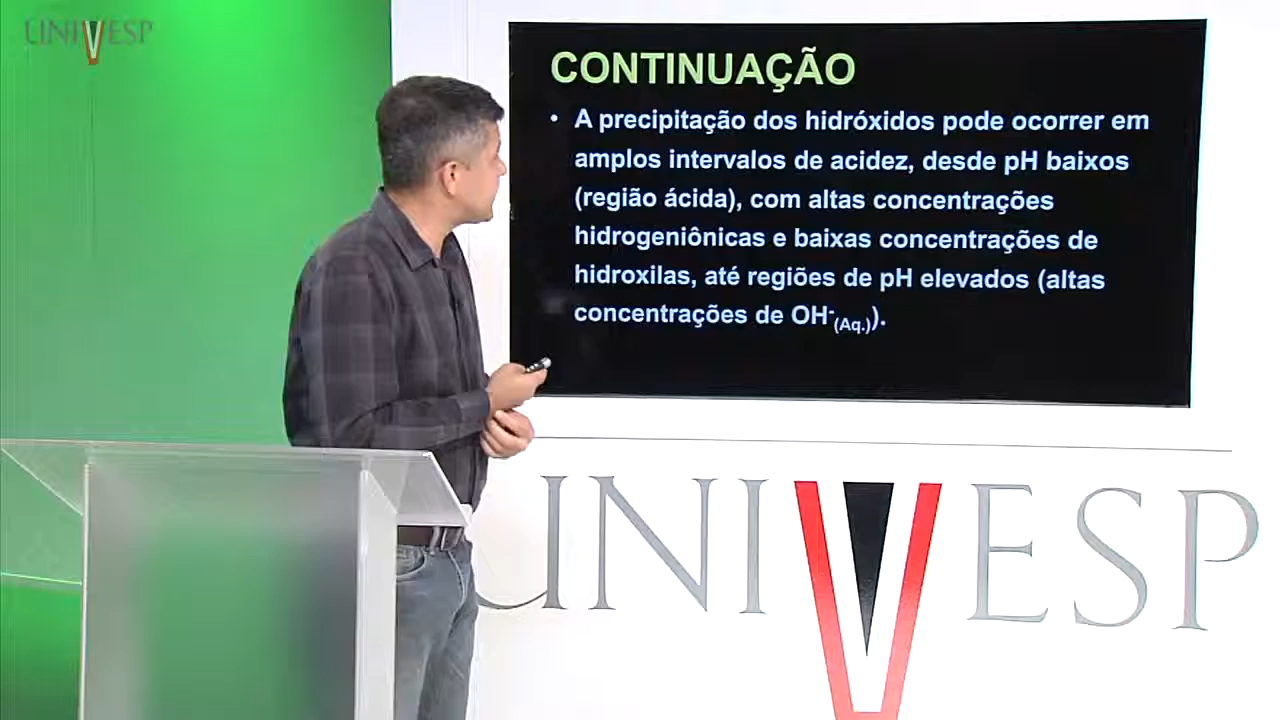 UNIVESP
CONTINUAÇÃO
• A precipitação dos hidróxidos pode ocorrer em
amplos intervalos de acidez, desde pH baixos
(região ácida), com altas concentrações
hidrogeniônicas e baixas concentrações de
hidroxilas, até regiões de pH elevados (altas
concentrações de OH-(Aq.)).
UNIVESP